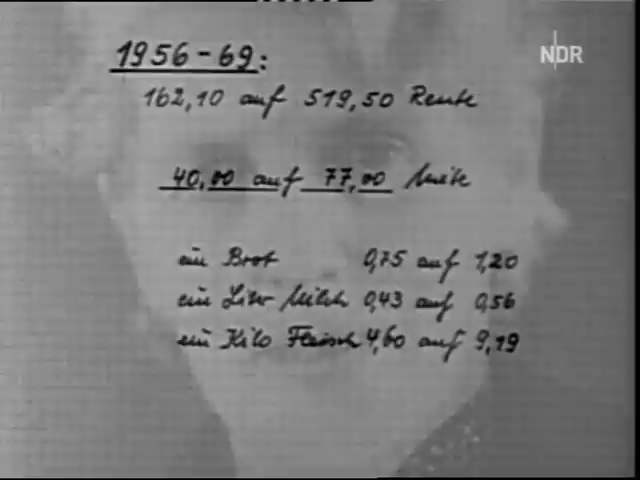 NDR
1956-69:
162,10 auf 519,50 Rente
40,00 auf 77,00 Miete
ein Brot 0,75 auf 1,20
ein Liter Milch 0,43 auf 0,56
ein Kilo Fleisch 4,60 auf 9,19